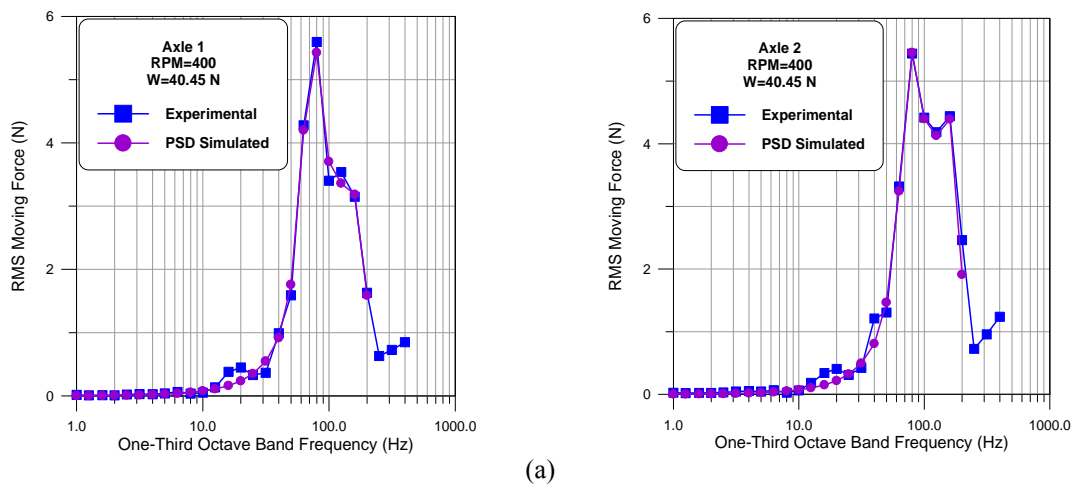 6
Axle 1
RPM=400
W=40.45 N
Experimental
PSD Simulated
4
2
0
RMS Moving Force (N)
1.0 10.0 100.0 1000.0
One-Third Octave Band Frequency (Hz)
6
Axle 2
RPM=400
W=40.45 N
Experimental
PSD Simulated
4
2
0
RMS Moving Force (N)
1.0 10.0 100.0 1000.0
One-Third Octave Band Frequency (Hz)
(a)